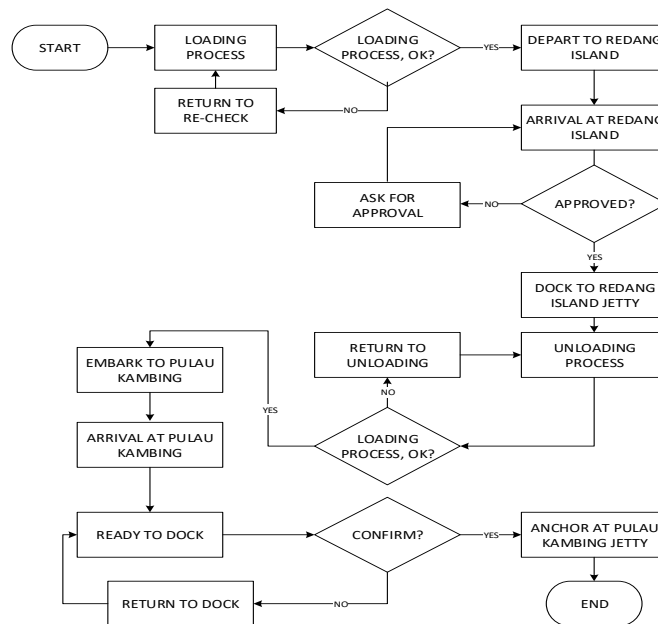 START
LOADING
PROCESS
LOADING
PROCESS, OK?
YES
DEPART TO REDANG
ISLAND
NO
RETURN TO
RE-CHECK
ARRIVAL AT REDANG
ISLAND
ASK FOR
APPROVAL
NO
APPROVED?
YES
DOCK TO REDANG
ISLAND JETTY
UNLOADING
PROCESS
RETURN TO
UNLOADING
NO
LOADING
PROCESS, OK?
YES
EMBARK TO PULAU
KAMBING
ARRIVAL AT PULAU
KAMBING
READY TO DOCK
CONFIRM?
YES
ANCHOR AT PULAU
KAMBING JETTY
NO
RETURN TO DOCK
END